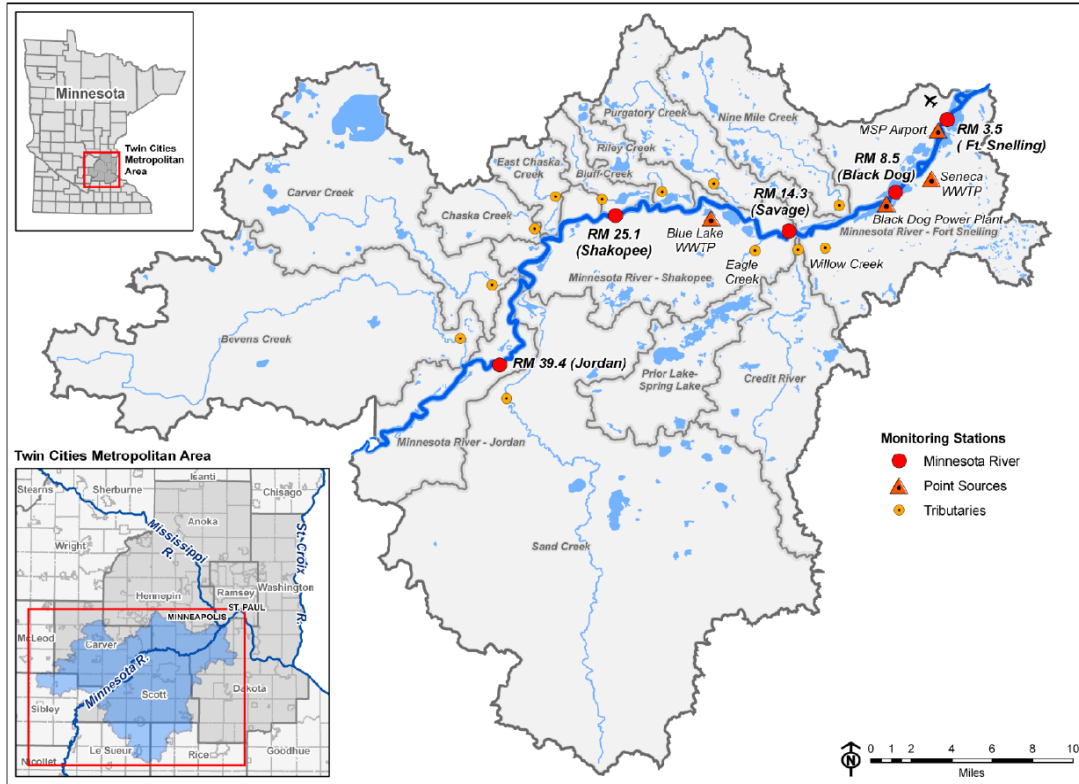 Minnesota
Twin Cities
Metropolitan
Area
Purgatory Creek
Nine Mile Creek
MSP Airport
RM 3.5
( Ft. Snelling)
Riley Creek
East Chaska
Creek
Bluff Creek
RM 8.5
(Black Dog)
Seneca
WWTP
Carver Creek
Chaska Creek
RM 14.3
(Savage)
Black Dog Power Plant
Minnesota River - Fort Snelling
RM 25.1
(Shakopee)
Blue Lake
WWTP
Eagle
Creek
Willow Creek
Minnesota River - Shakopee
Bevens Creek
RM 39.4 (Jordan)
Prior Lake-
Spring Lake
Credit River
Minnesota River - Jordan
Sand Creek
Monitoring Stations
Minnesota River
Point Sources
Tributaries
Twin Cities Metropolitan Area
Stearns
Sherburne
Isanti
Chisago
Anoka
Wright
Mississippi
R.
St. Croix
R.
Hennepin
Ramsey
Washington
ST PAUL
MINNEAPOLIS
McLeod
Carver
Minnesota R.
Scott
Dakota
Sibley
Le Sueur
Rice
Goodhue
Nicollet
N
0 2 4 6 8 10
Miles